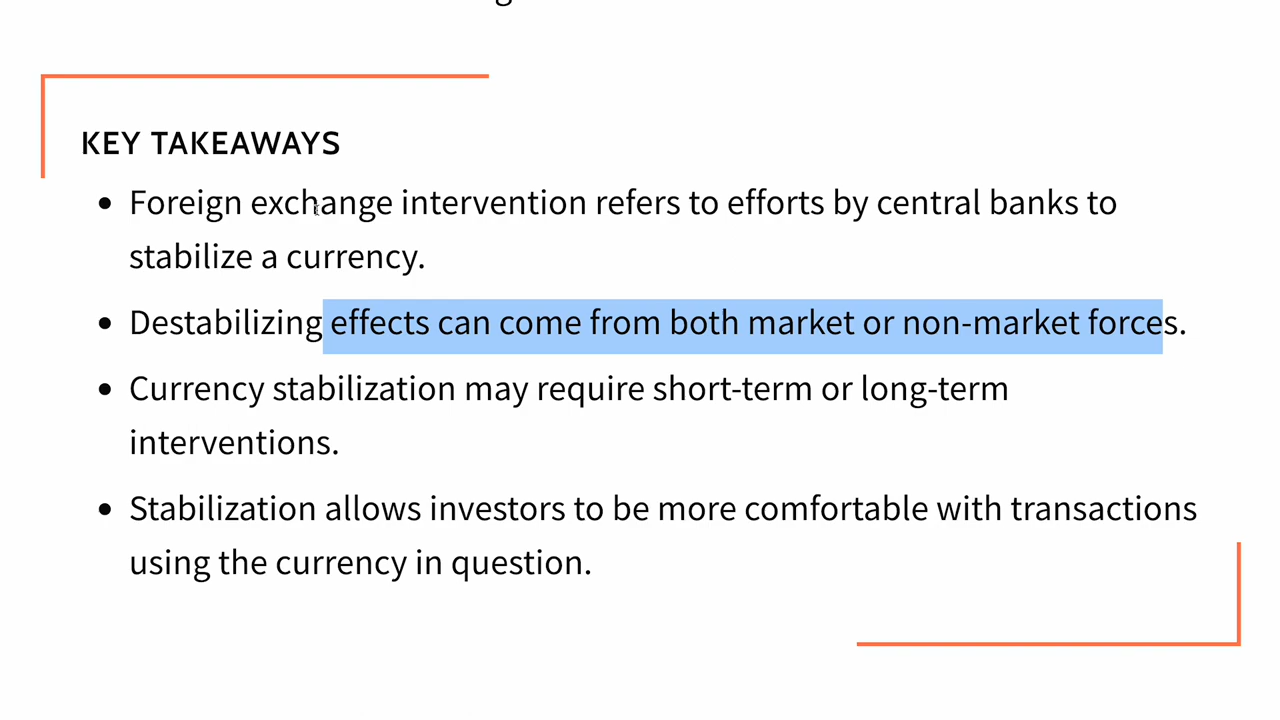 KEY TAKEAWAYS
• Foreign exchange intervention refers to efforts by central banks to
stabilize a currency.
• Destabilizing effects can come from both market or non-market forces.
• Currency stabilization may require short-term or long-term
interventions.
• Stabilization allows investors to be more comfortable with transactions
using the currency in question.